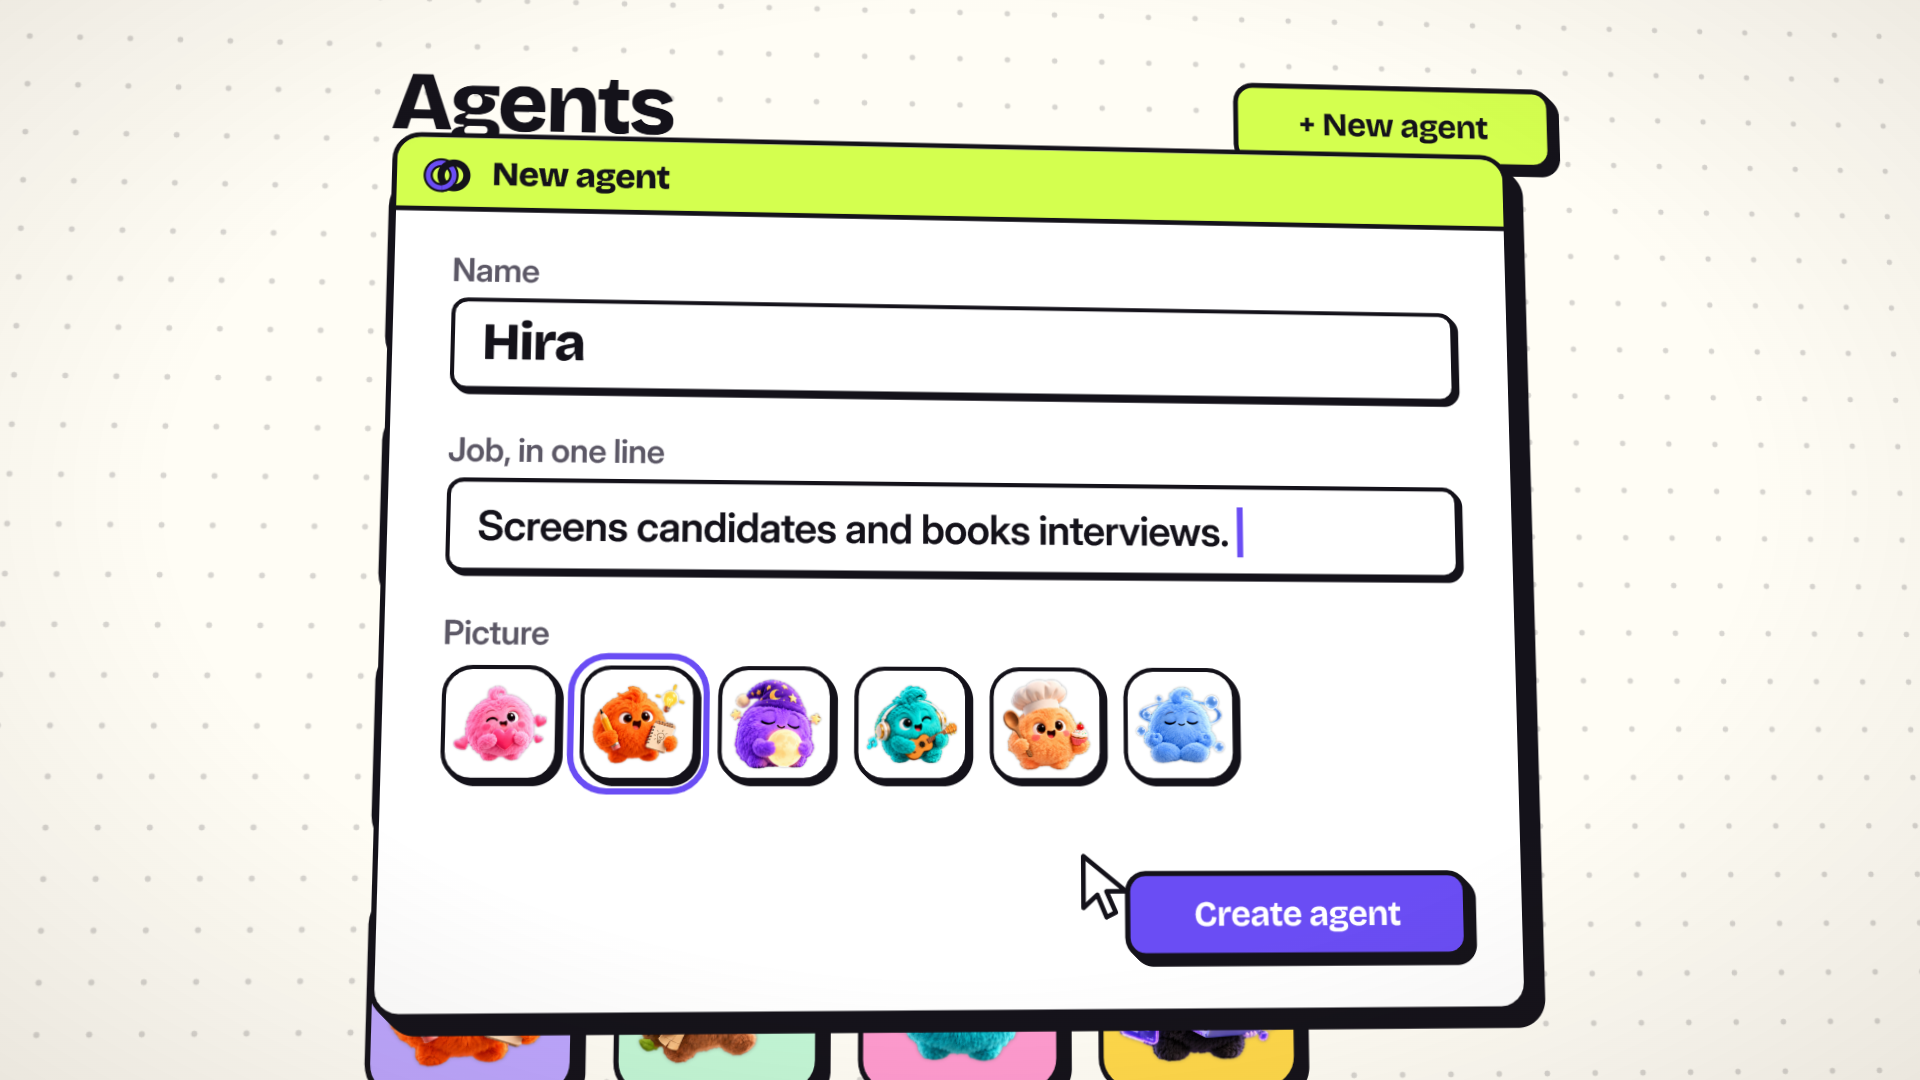 Agents
+ New agent
New agent
Name
Hira
Job, in one line
Screens candidates and books interviews.
Picture
Create agent